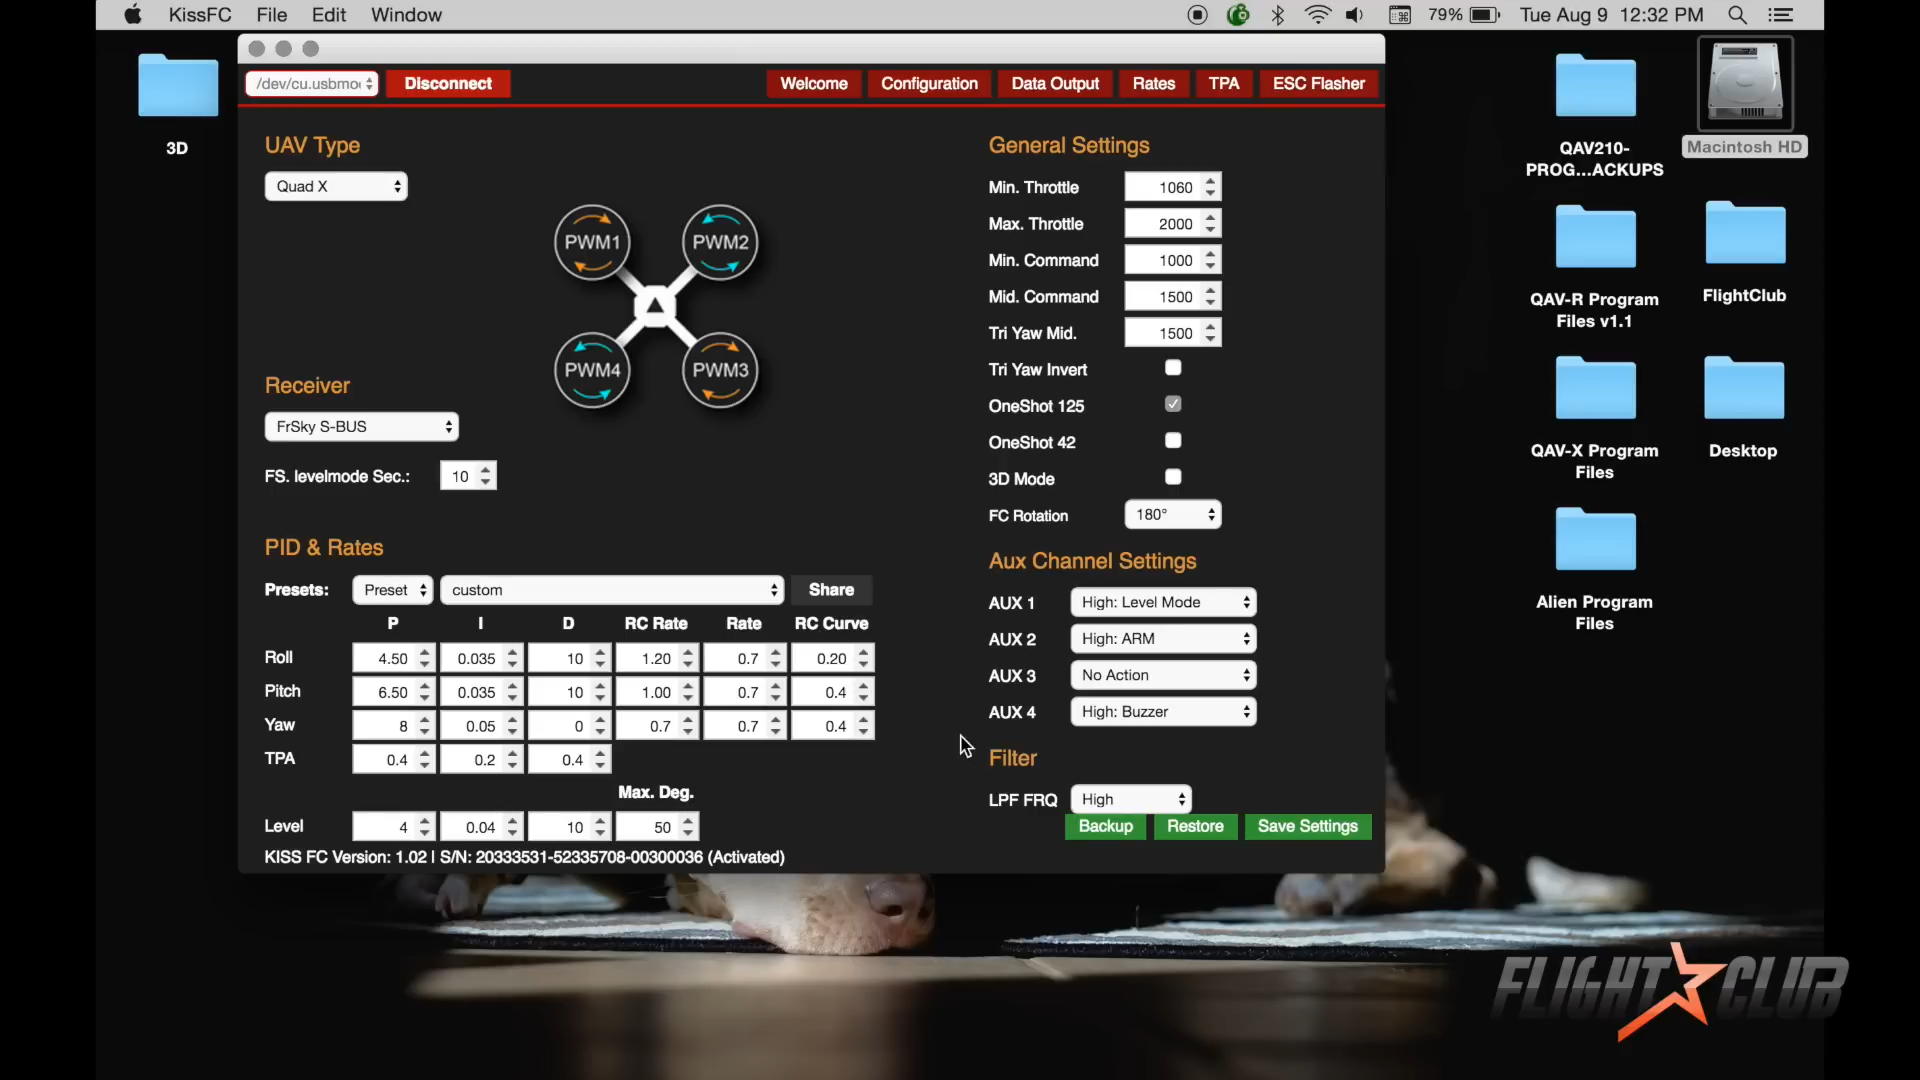 KissFC File Edit Window 79% Tue Aug 9 12:32 PM
/dev/cu.usbmo Disconnect Welcome Configuration Data Output Rates TPA ESC Flasher
UAV Type
Quad X
PWM1 PWM2
PWM4 PWM3
Receiver
FrSky S-BUS
FS. levelmode Sec.: 10
PID & Rates
Presets: Preset custom Share
P I D RC Rate Rate RC Curve
Roll 4.50 0.035 10 1.20 0.7 0.20
Pitch 6.50 0.035 10 1.00 0.7 0.4
Yaw 8 0.05 0 0.7 0.7 0.4
TPA 0.4 0.2 0.4
Max. Deg.
Level 4 0.04 10 50
KISS FC Version: 1.02 | S/N: 20333531-52335708-00300036 (Activated)
General Settings
Min. Throttle 1060
Max. Throttle 2000
Min. Command 1000
Mid. Command 1500
Tri Yaw Mid. 1500
Tri Yaw Invert
OneShot 125
OneShot 42
3D Mode
FC Rotation 180°
Aux Channel Settings
AUX 1 High: Level Mode
AUX 2 High: ARM
AUX 3 No Action
AUX 4 High: Buzzer
Filter
LPF FRQ High
Backup Restore Save Settings
3D
QAV210-
PROG...ACKUPS
Macintosh HD
QAV-R Program
Files v1.1
FlightClub
QAV-X Program
Files
Desktop
Alien Program
Files
FLIGHT CLUB